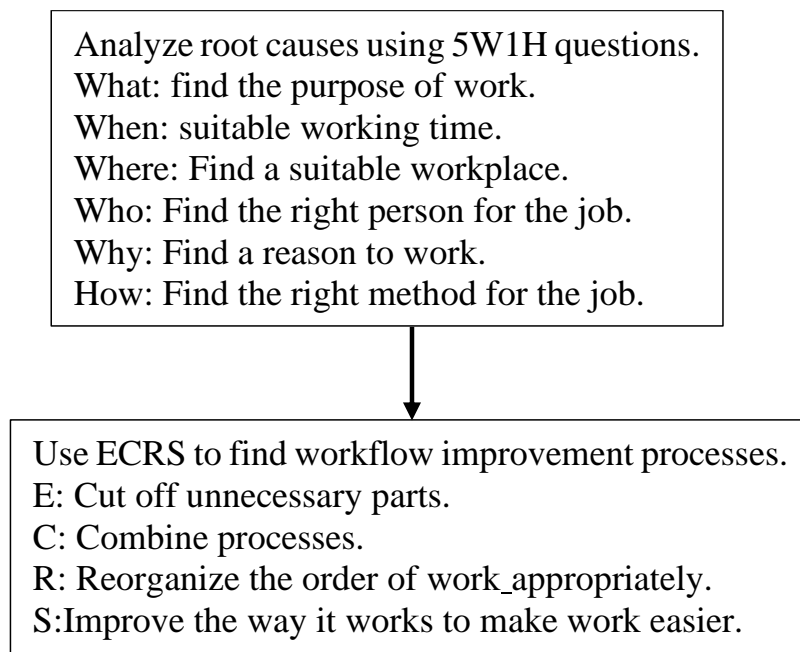 Analyze root causes using 5W1H questions.
What: find the purpose of work.
When: suitable working time.
Where: Find a suitable workplace.
Who: Find the right person for the job.
Why: Find a reason to work.
How: Find the right method for the job.
Use ECRS to find workflow improvement processes.
E: Cut off unnecessary parts.
C: Combine processes.
R: Reorganize the order of work_appropriately.
S:Improve the way it works to make work easier.